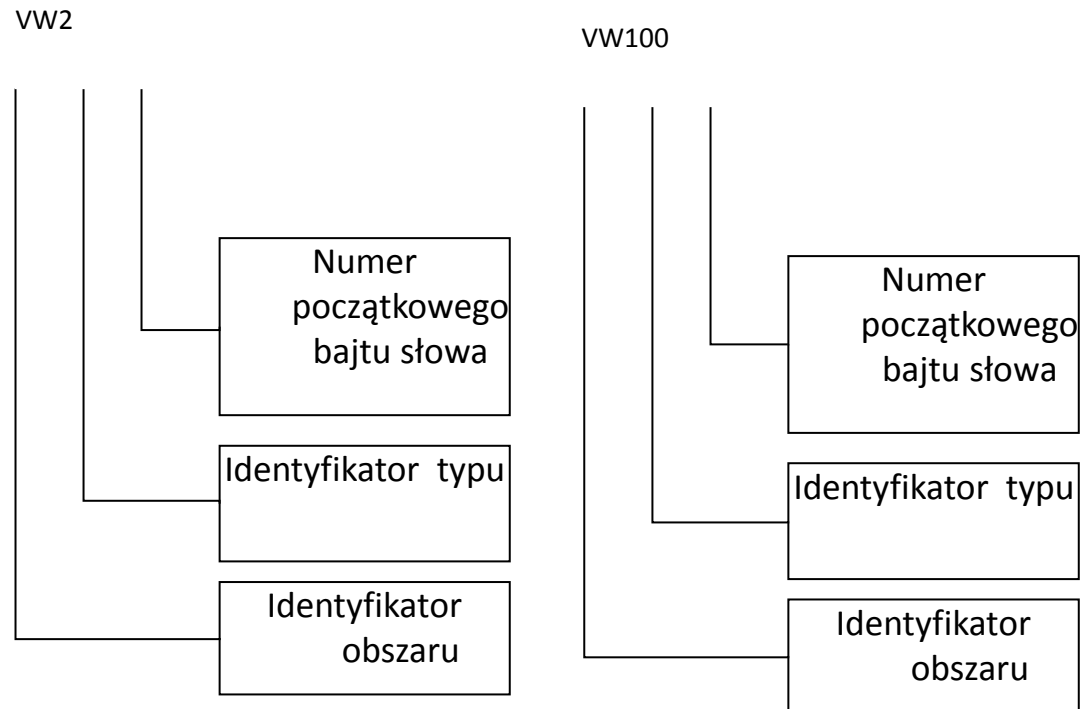 VW2
Numer
początkowego
bajtu słowa
Identyfikator typu
Identyfikator
obszaru
VW100
Numer
początkowego
bajtu słowa
Identyfikator typu
Identyfikator
obszaru